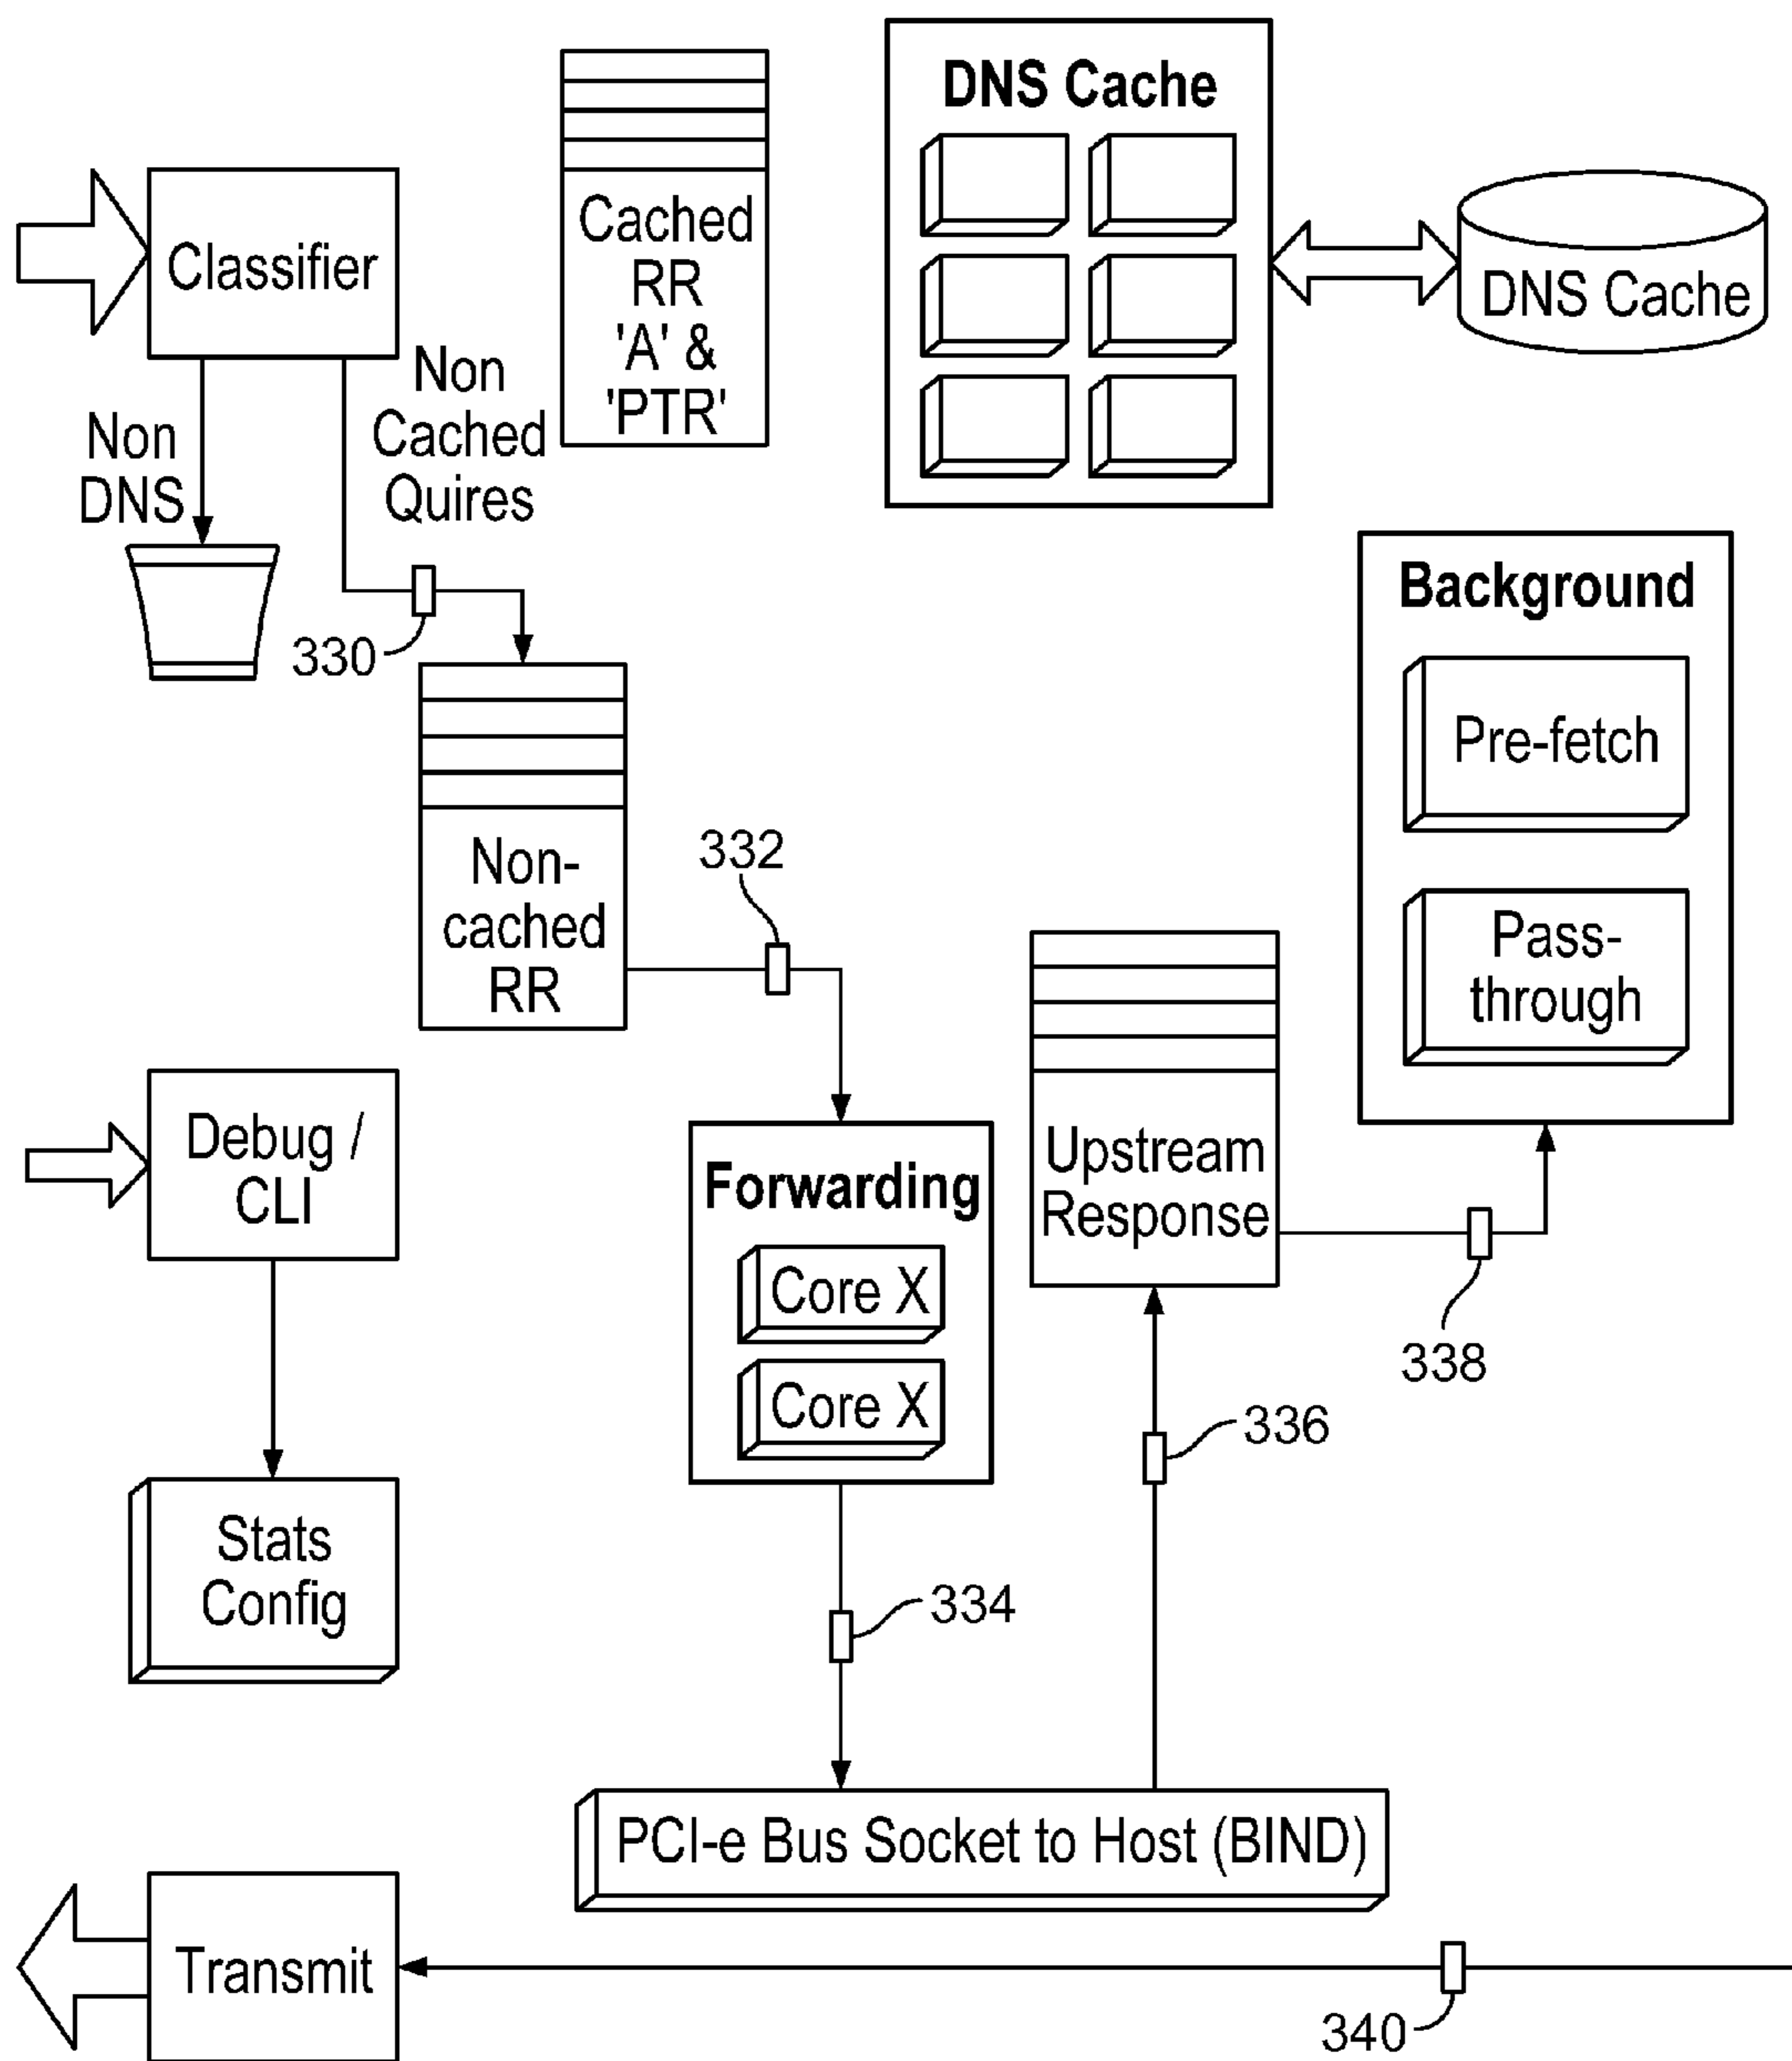 DNS Cache
Classifier
Cached
RR
'A' &
'PTR'
DNS Cache
Non
DNS
Non
Cached
Quires
330
Background
Pre-fetch
Pass-
through
Non-
cached
RR
332
Debug /
CLI
Forwarding
Core X
Core X
Upstream
Response
338
336
Stats
Config
334
PCI-e Bus Socket to Host (BIND)
Transmit
340